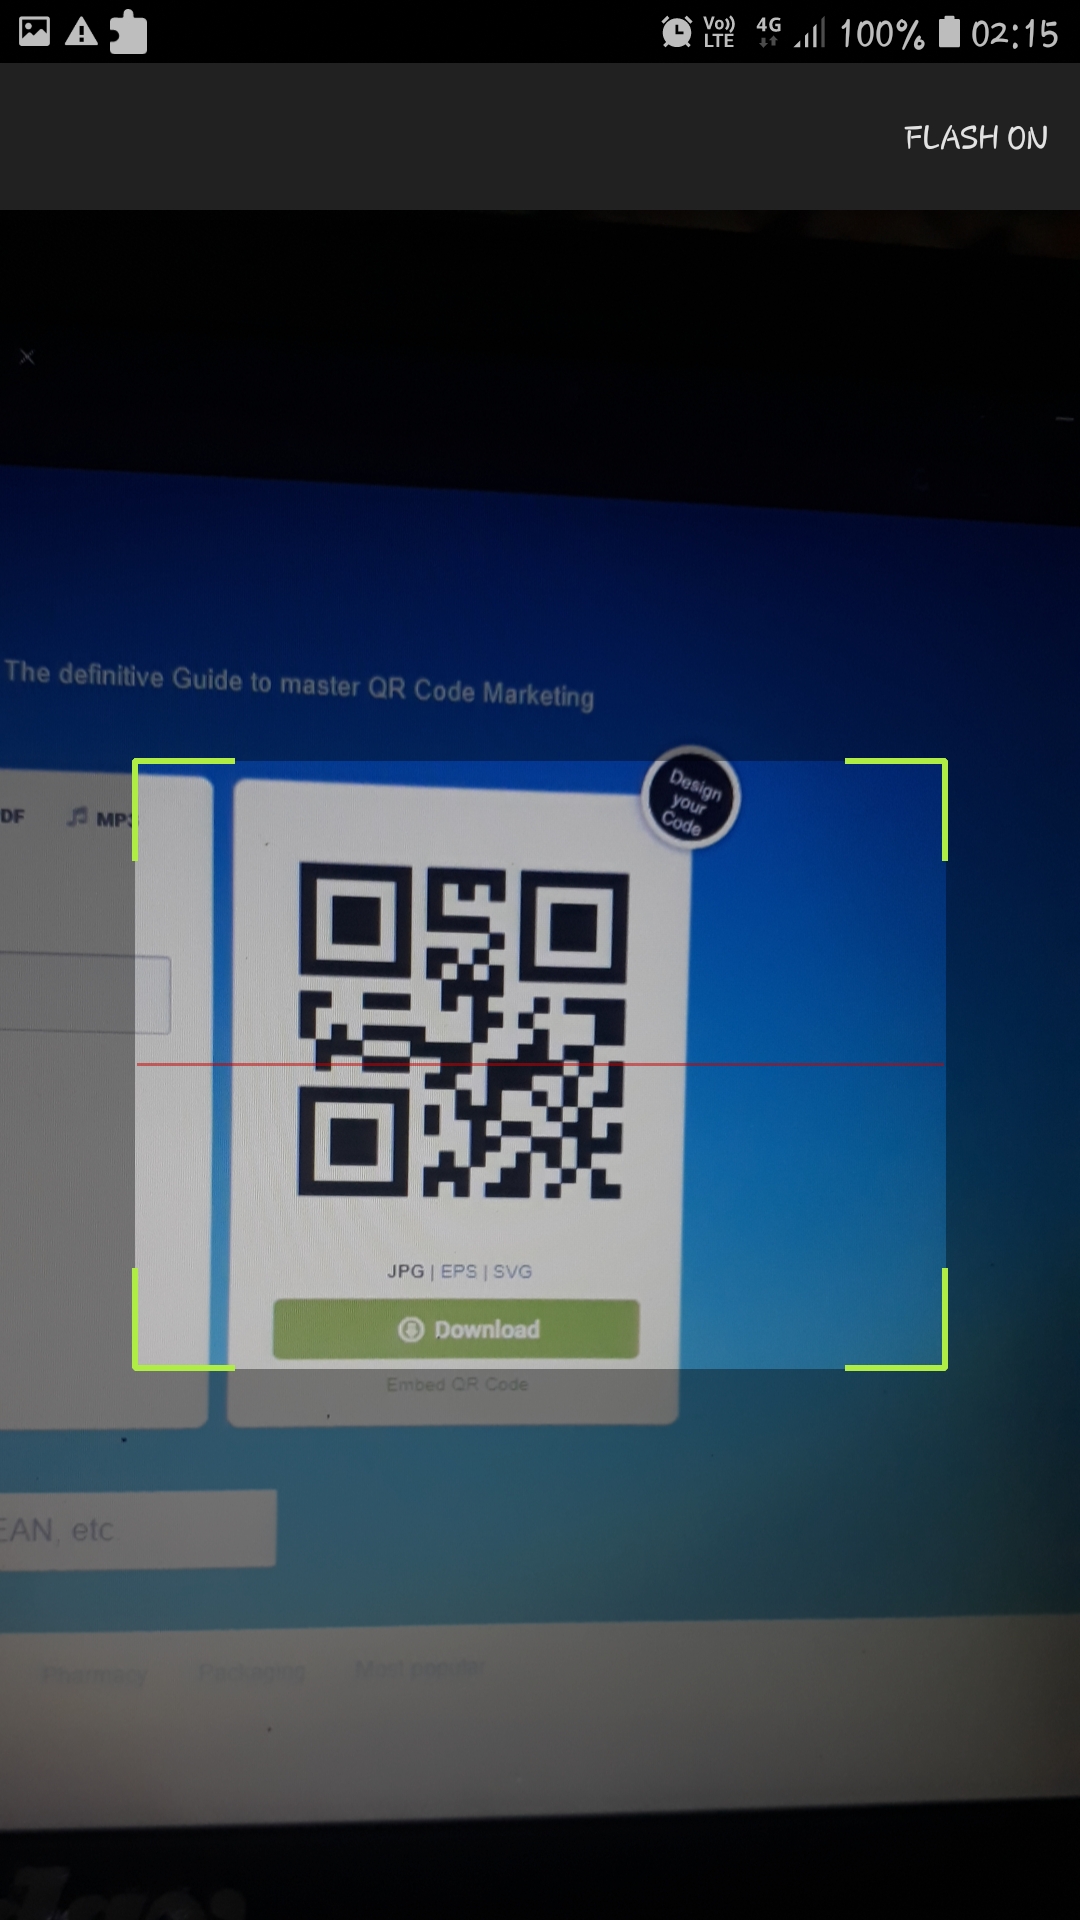 Vo)) LTE 4G 100% 02:15
FLASH ON
The definitive Guide to master QR Code Marketing
Design
your
Code
DF MP3
JPG | EPS | SVG
Download
Embed QR Code
EAN, etc
Pharmacy Packaging Most popular